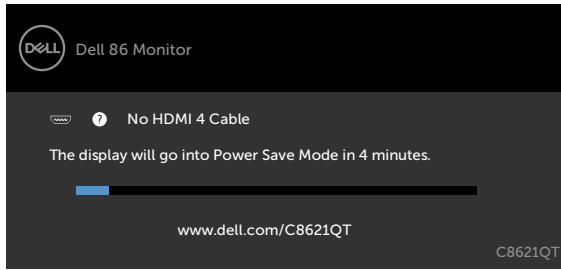 DELL
Dell 86 Monitor
? No HDMI 4 Cable
The display will go into Power Save Mode in 4 minutes.
www.dell.com/C8621QT
C8621QT